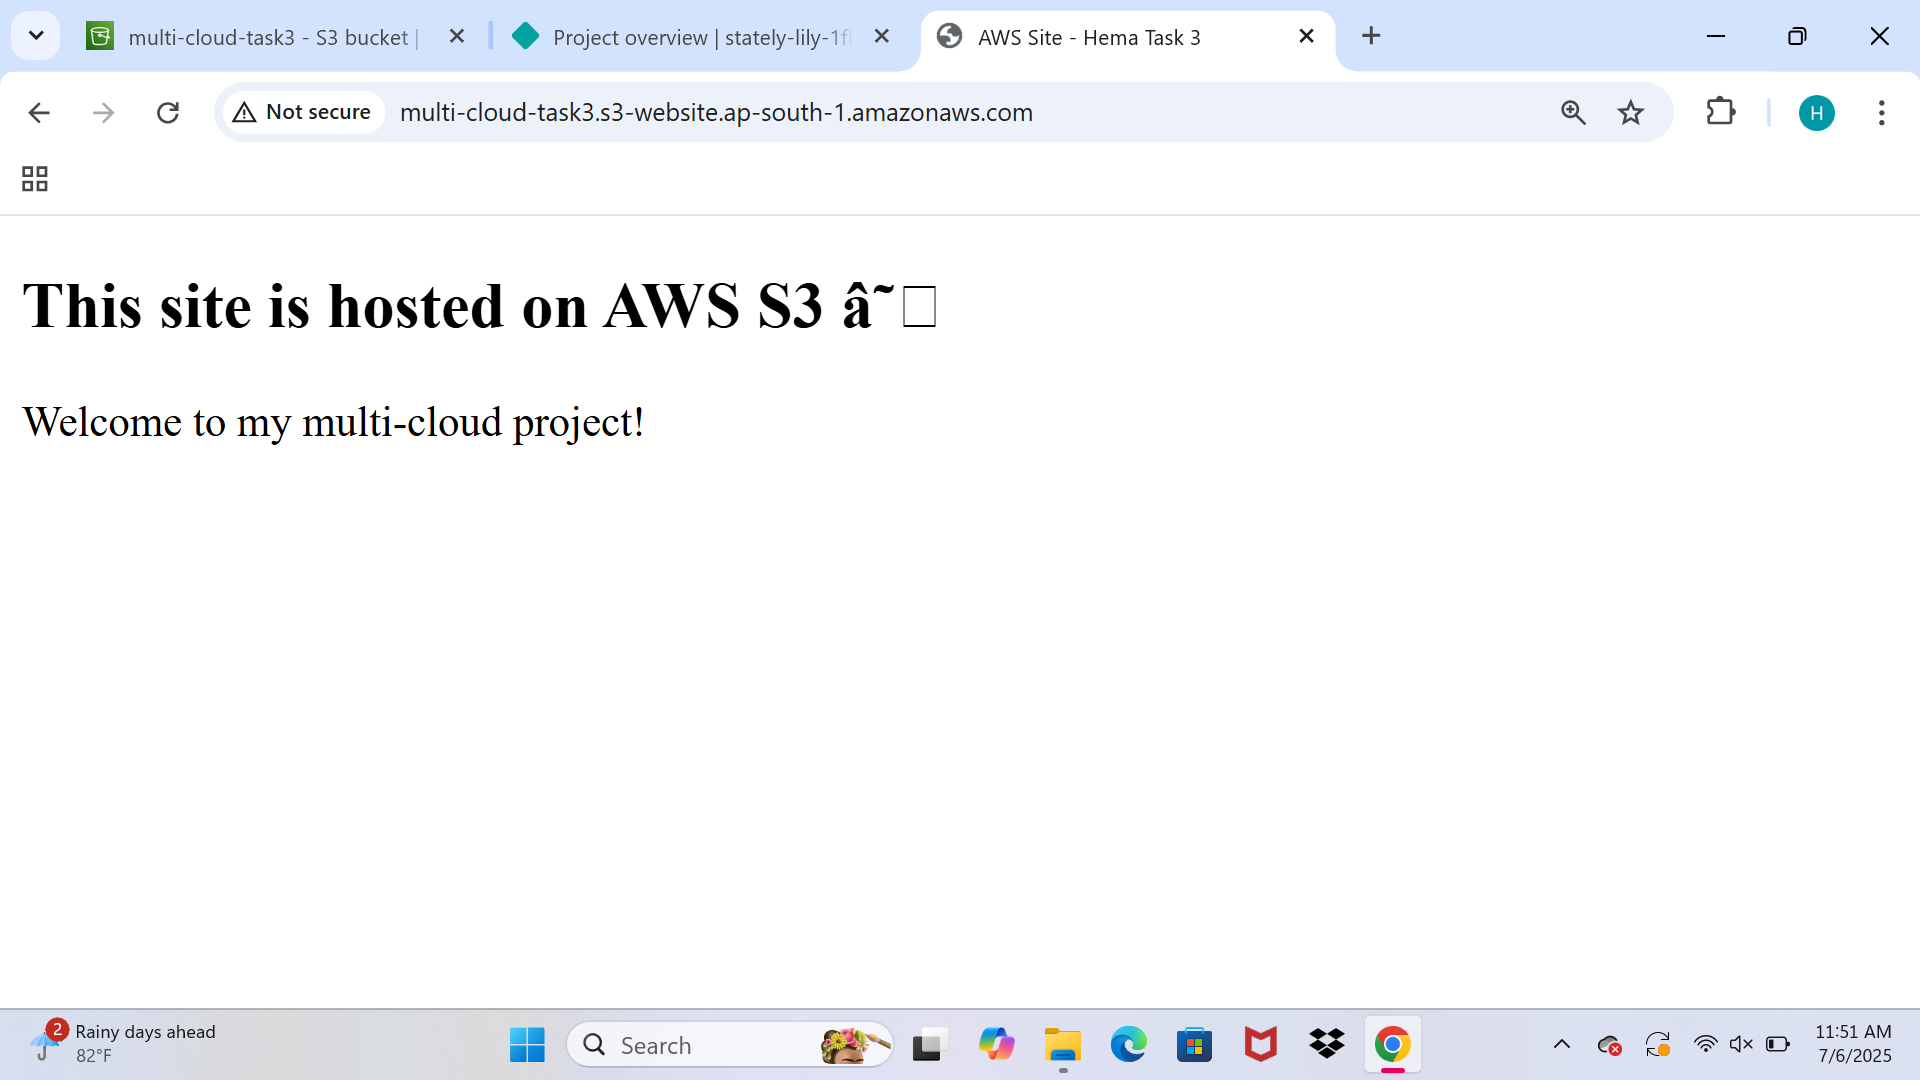 multi-cloud-task3 - S3 bucket |
Project overview | stately-lily-1f
AWS Site - Hema Task 3
Not secure
multi-cloud-task3.s3-website.ap-south-1.amazonaws.com
H
This site is hosted on AWS S3 â˜□
Welcome to my multi-cloud project!
2
Rainy days ahead
82°F
Search
11:51 AM
7/6/2025